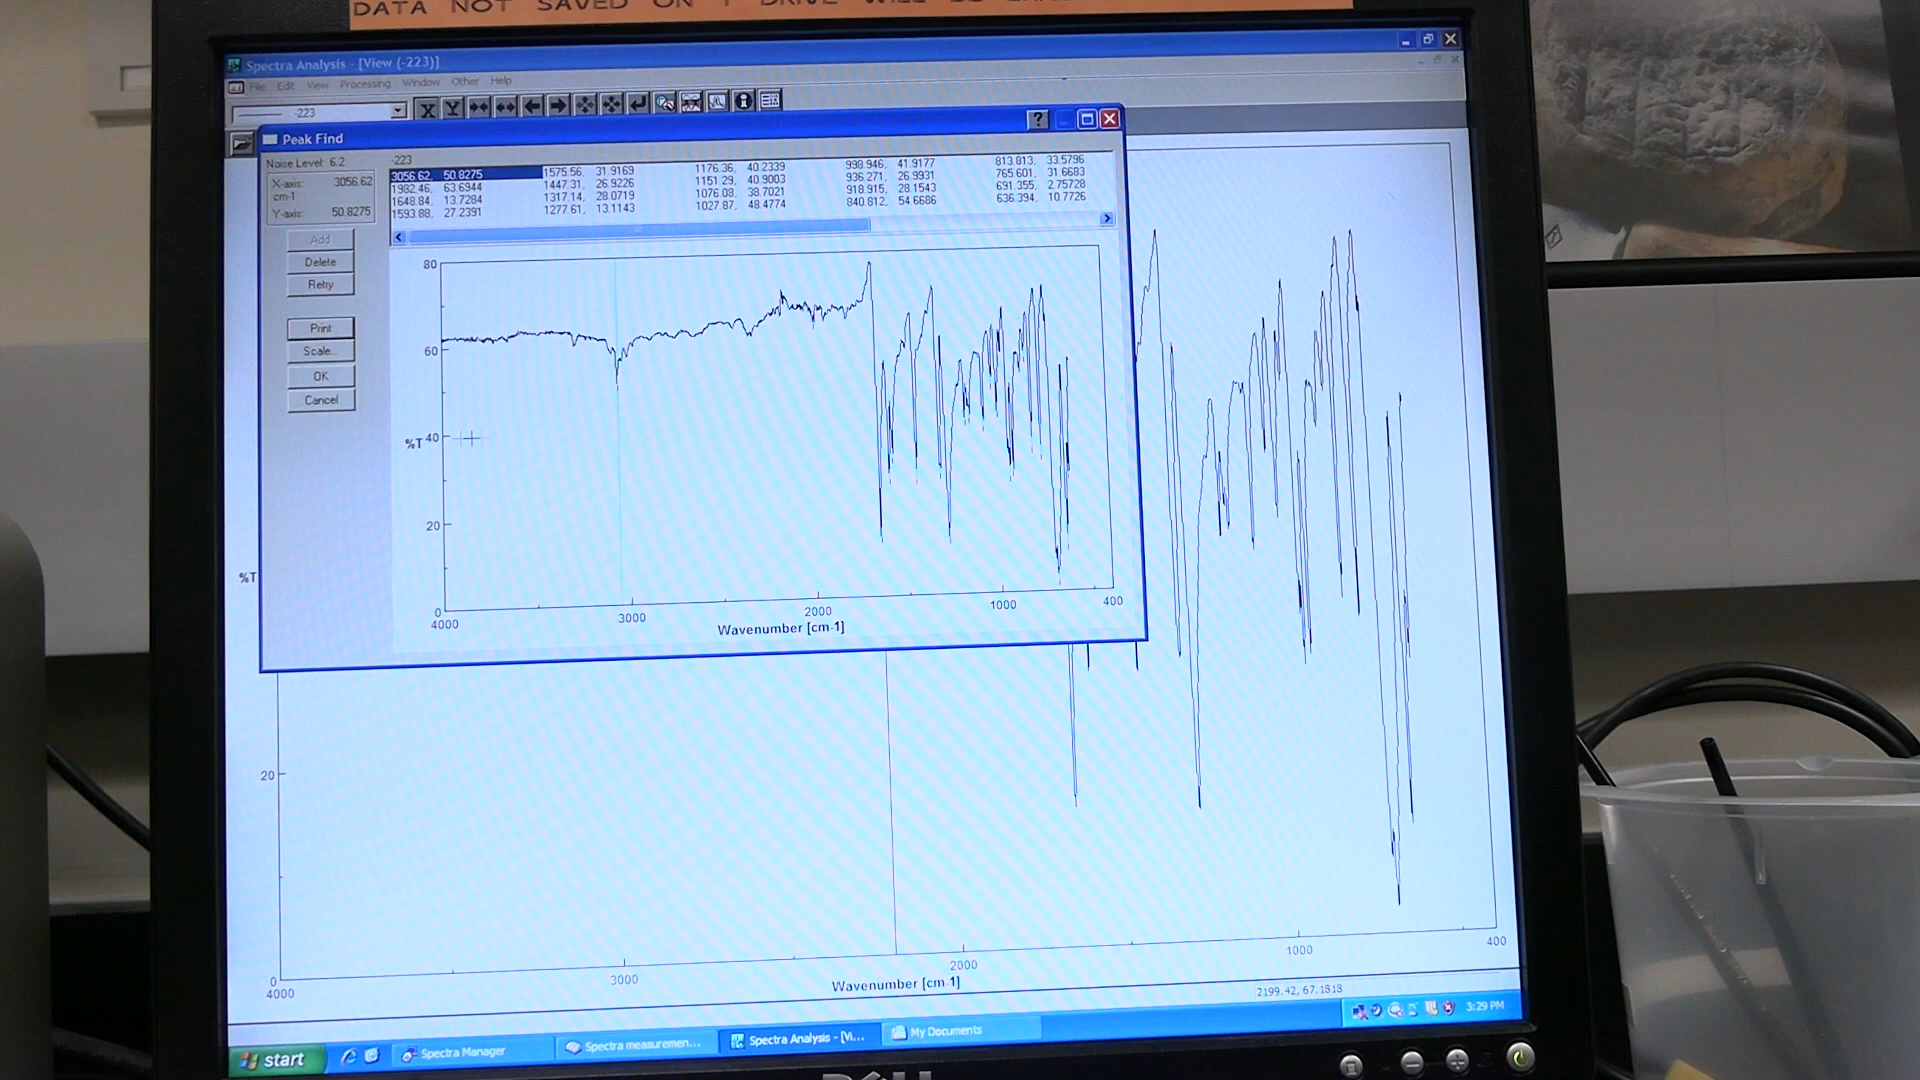 DATA NOT SAVED ON
Spectra Analysis - [View (-223)]
File Edit View Processing Window Other Help
-223
X Y
Peak Find
?
Noise Level: 6.2
X-axis: 3056.62
cm-1
Y-axis: 50.8275
-223
3056.62, 50.8275 1575.56, 31.9169 1176.36, 40.2339 998.946, 41.9177 813.813, 33.5796
1982.46, 63.6944 1447.31, 26.9226 1151.29, 40.9003 936.271, 26.9931 765.601, 31.6683
1648.84, 13.7284 1317.14, 28.0719 1076.08, 38.7021 918.915, 28.1543 691.355, 2.75728
1593.88, 27.2391 1277.61, 13.1143 1027.87, 48.4774 840.812, 54.6686 636.394, 10.7726
Add
Delete
Retry
Print
Scale...
OK
Cancel
80
60
%T 40
20
0
4000 3000 2000 1000 400
Wavenumber [cm-1]
%T
20
0
4000 3000 2000 1000 400
Wavenumber [cm-1]
2199.42, 67.1818
start Spectra Manager Spectra measuremen... Spectra Analysis - [Vi... My Documents 3:29 PM
DELL